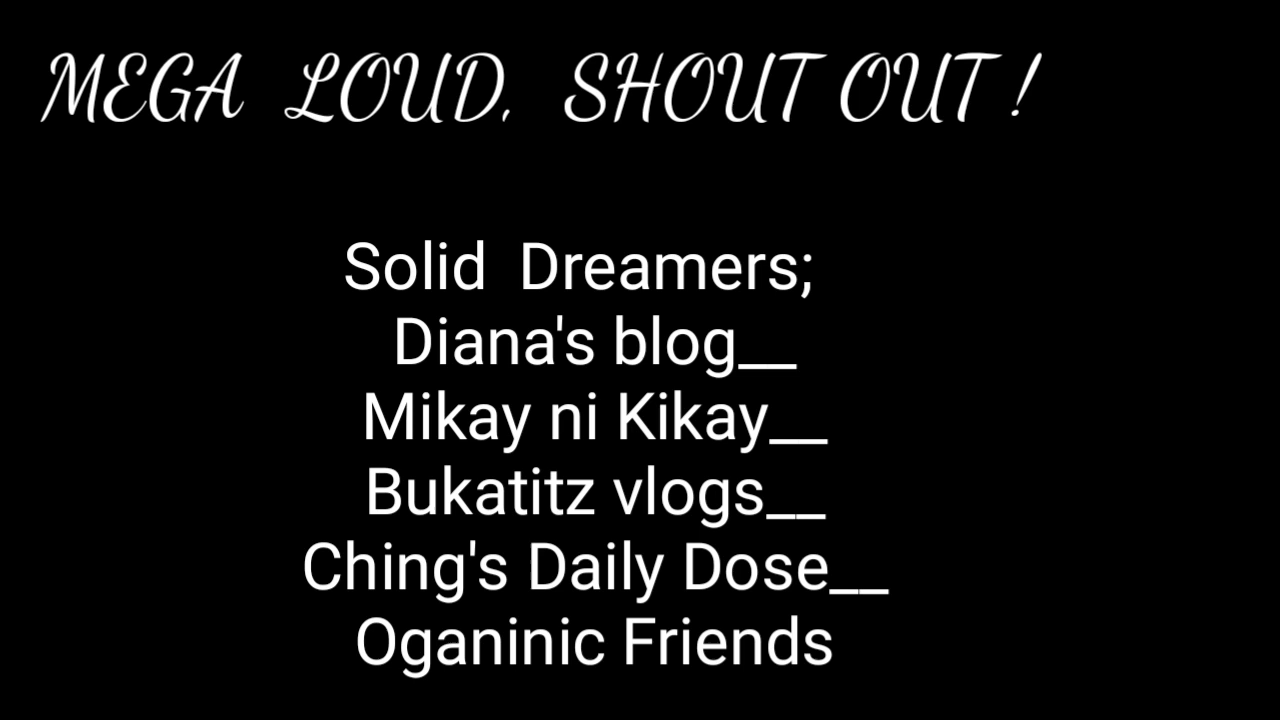 MEGA LOUD, SHOUT OUT !
Solid Dreamers;
Diana's blog__
Mikay ni Kikay__
Bukatitz vlogs__
Ching's Daily Dose__
Oganinic Friends